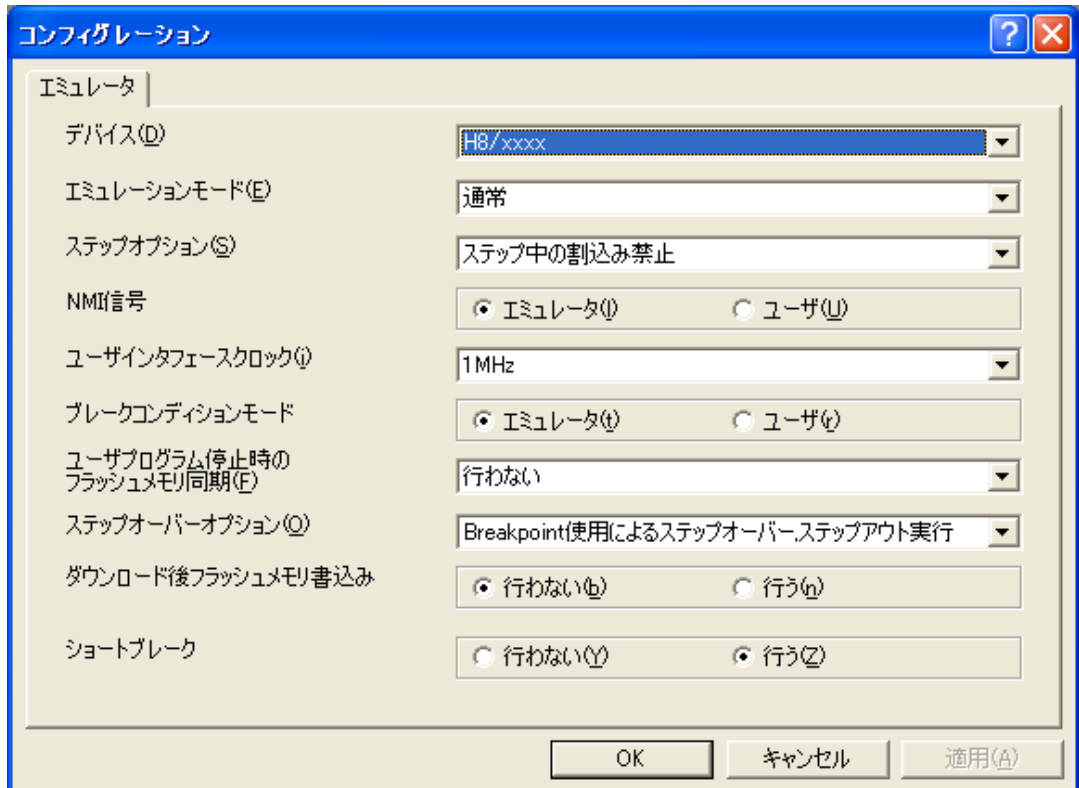 コンフィグレーション
エミュレータ
デバイス(D)
H8/xxxx
エミュレーションモード(E)
通常
ステップオプション(S)
ステップ中の割込み禁止
NMI信号
エミュレータ(I) ユーザ(U)
ユーザインタフェースクロック(i)
1MHz
ブレークコンディションモード
エミュレータ(t) ユーザ(r)
ユーザプログラム停止時の
フラッシュメモリ同期(F)
行わない
ステップオーバーオプション(O)
Breakpoint使用によるステップオーバー,ステップアウト実行
ダウンロード後フラッシュメモリ書込み
行わない(b) 行う(n)
ショートブレーク
行わない(Y) 行う(Z)
OK キャンセル 適用(A)